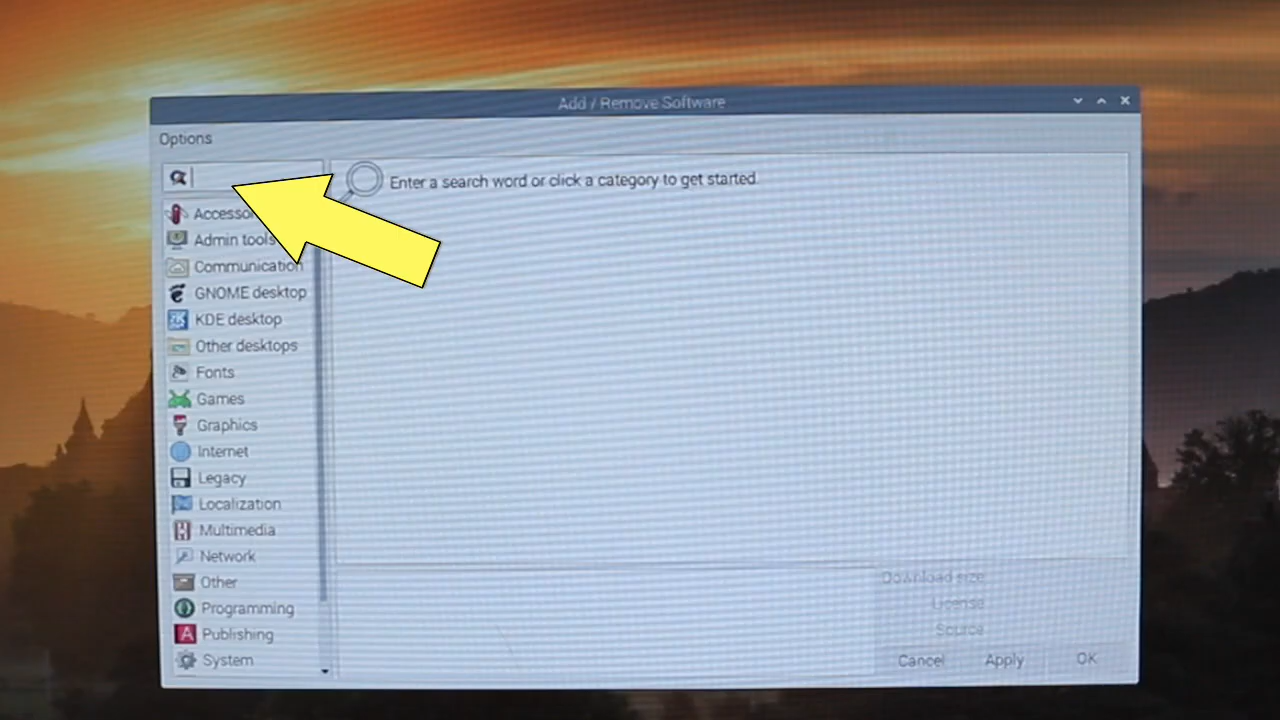 Add / Remove Software
Options
Enter a search word or click a category to get started.
Admin tools
Communication
GNOME desktop
KDE desktop
Other desktops
Fonts
Games
Graphics
Internet
Legacy
Localization
Multimedia
Network
Other
Programming
Publishing
System
Download size
License
Source
Cancel
Apply
OK